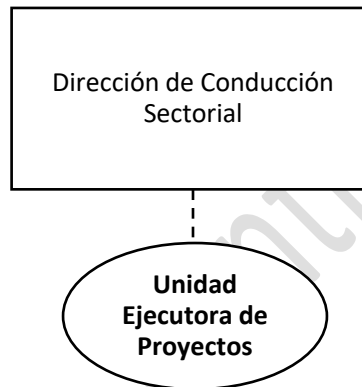 Dirección de Conducción
Sectorial
Unidad
Ejecutora de
Proyectos